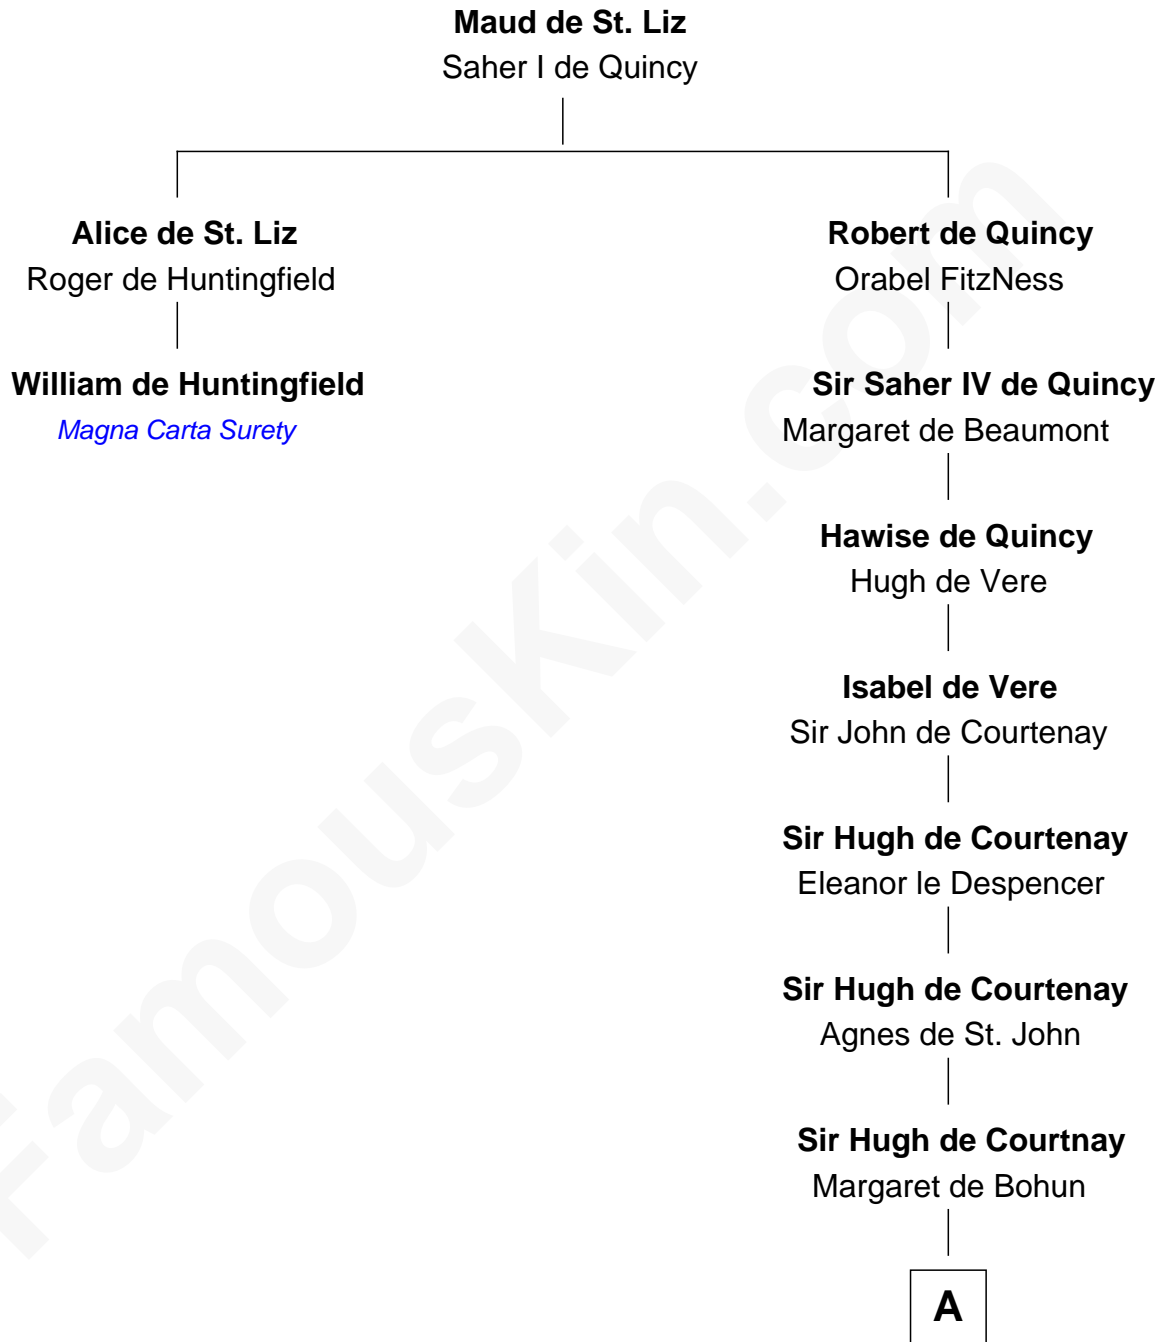 Maud de St. Liz
Saher I de Quincy
Alice de St. Liz
Roger de Huntingfield
William de Huntingfield
Magna Carta Surety
Robert de Quincy
Orabel FitzNess
Sir Saher IV de Quincy
Margaret de Beaumont
Hawise de Quincy
Hugh de Vere
Isabel de Vere
Sir John de Courtenay
Sir Hugh de Courtenay
Eleanor le Despencer
Sir Hugh de Courtenay
Agnes de St. John
Sir Hugh de Courtnay
Margaret de Bohun
A
FamousKin.com